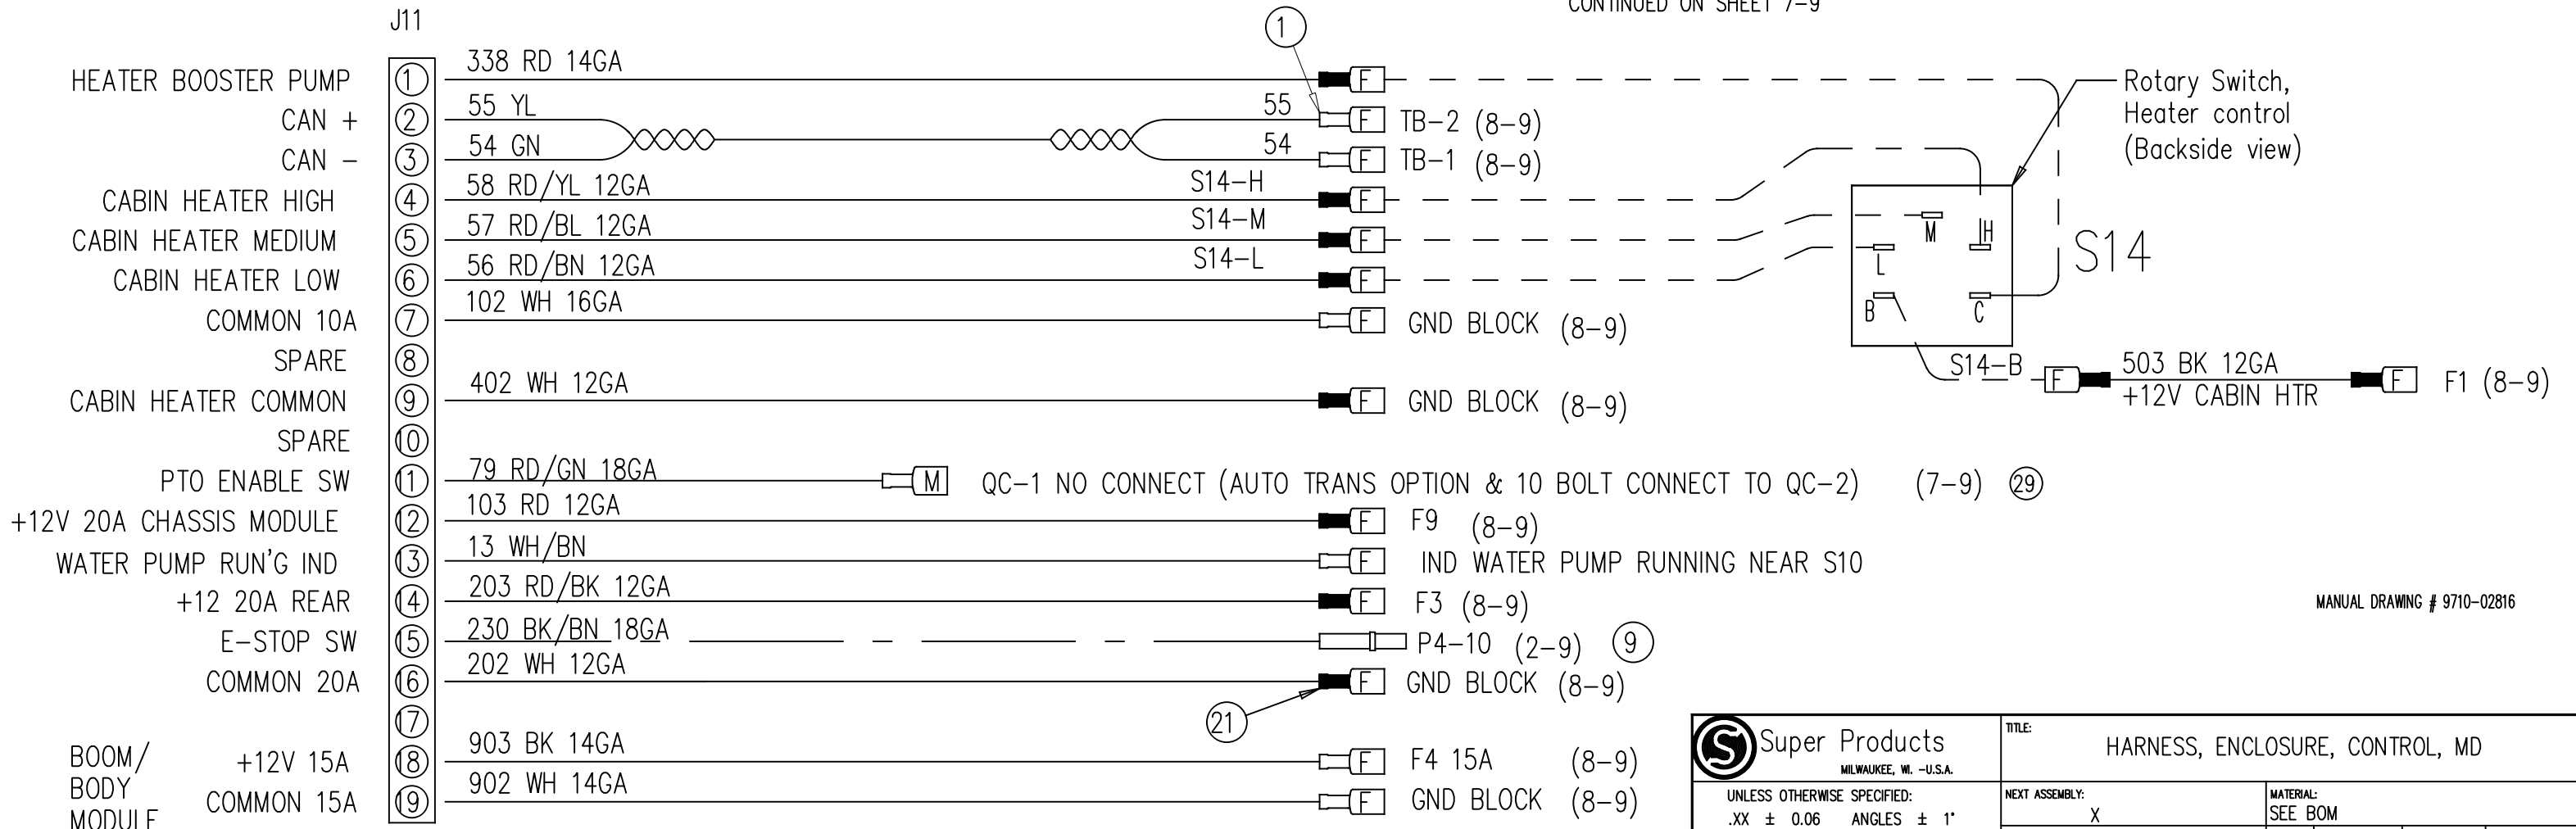 CONTINUED ON SHEET 7-9
J11
1
HEATER BOOSTER PUMP 1 338 RD 14GA F
CAN + 2 55 YL 55 F TB-2 (8-9)
CAN - 3 54 GN 54 F TB-1 (8-9)
CABIN HEATER HIGH 4 58 RD/YL 12GA S14-H F
CABIN HEATER MEDIUM 5 57 RD/BL 12GA S14-M F
CABIN HEATER LOW 6 56 RD/BN 12GA S14-L F
COMMON 10A 7 102 WH 16GA F GND BLOCK (8-9)
SPARE 8
CABIN HEATER COMMON 9 402 WH 12GA F GND BLOCK (8-9)
SPARE 10
PTO ENABLE SW 11 79 RD/GN 18GA M QC-1 NO CONNECT (AUTO TRANS OPTION & 10 BOLT CONNECT TO QC-2) (7-9) 29
+12V 20A CHASSIS MODULE 12 103 RD 12GA F F9 (8-9)
WATER PUMP RUN'G IND 13 13 WH/BN F IND WATER PUMP RUNNING NEAR S10
+12 20A REAR 14 203 RD/BK 12GA F F3 (8-9)
E-STOP SW 15 230 BK/BN 18GA P4-10 (2-9) 9
COMMON 20A 16 202 WH 12GA F GND BLOCK (8-9)
17
21
BOOM/
BODY
MODULE
+12V 15A 18 903 BK 14GA F F4 15A (8-9)
COMMON 15A 19 902 WH 14GA F GND BLOCK (8-9)
Rotary Switch,
Heater control
(Backside view)
M H
L
B C
S14
S14-B F 503 BK 12GA F F1 (8-9)
+12V CABIN HTR
MANUAL DRAWING # 9710-02816
S Super Products
MILWAUKEE, WI. -U.S.A.
TITLE:
HARNESS, ENCLOSURE, CONTROL, MD
UNLESS OTHERWISE SPECIFIED:
.XX ± 0.06 ANGLES ± 1°
NEXT ASSEMBLY:
X
MATERIAL:
SEE BOM